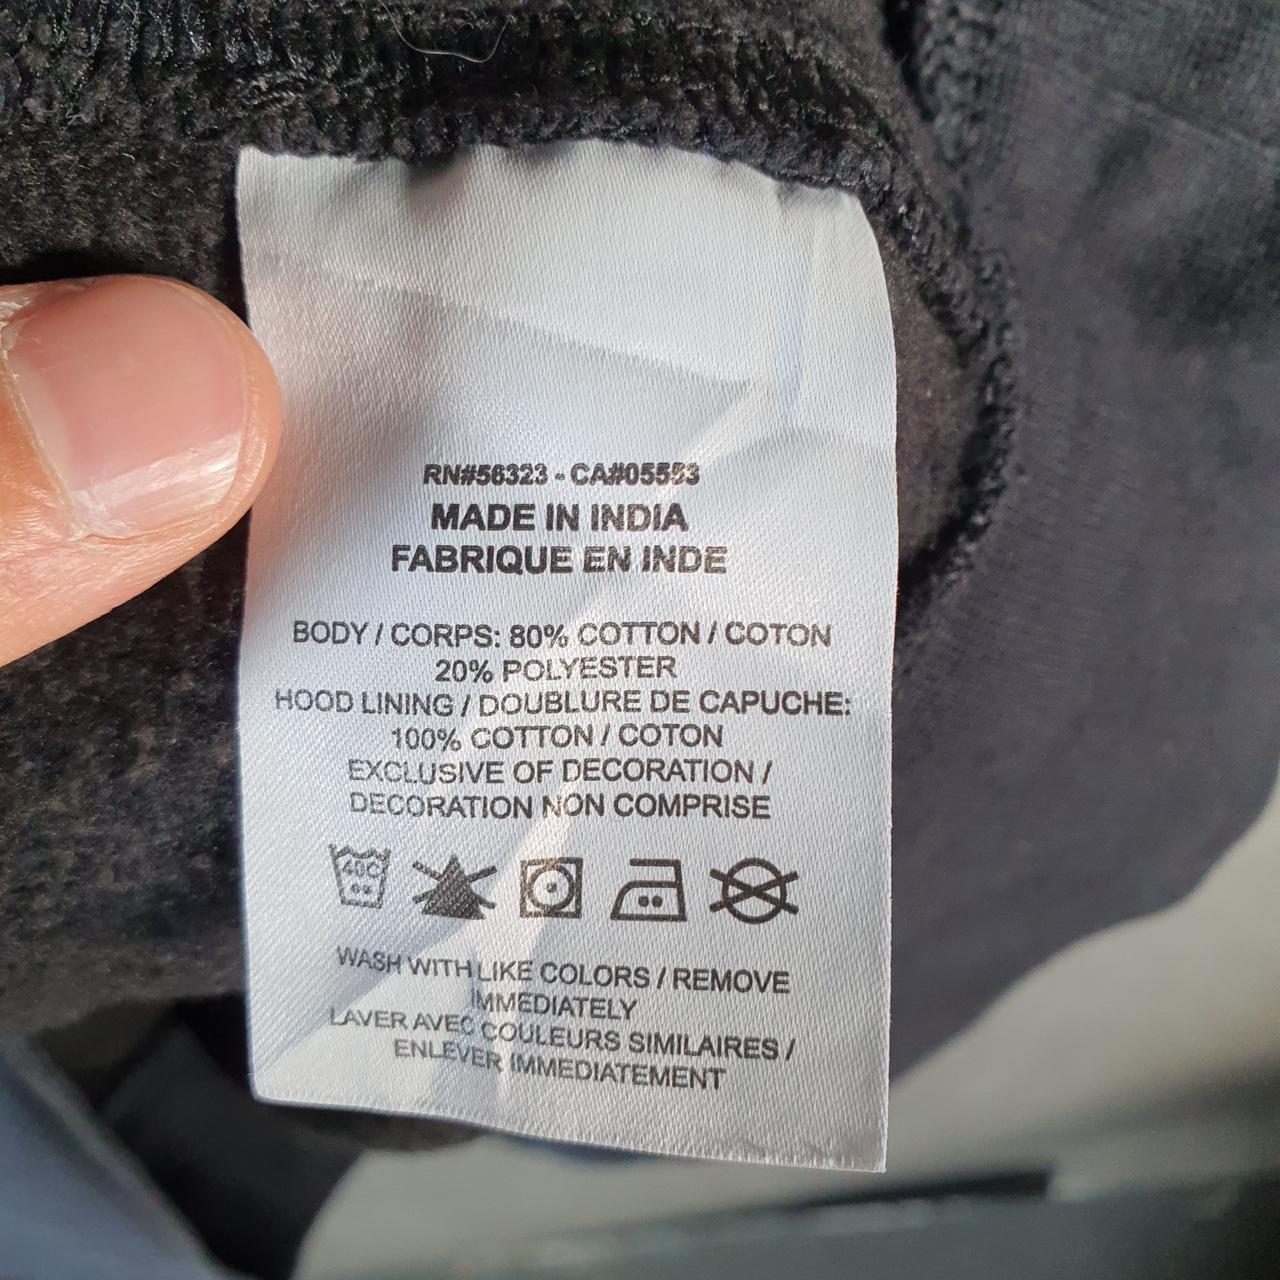 RN#56323 - CA#05553
MADE IN INDIA
FABRIQUE EN INDE
BODY / CORPS: 80% COTTON / COTON
20% POLYESTER
HOOD LINING / DOUBLURE DE CAPUCHE:
100% COTTON / COTON
EXCLUSIVE OF DECORATION /
DECORATION NON COMPRISE
40C
WASH WITH LIKE COLORS / REMOVE
IMMEDIATELY
LAVER AVEC COULEURS SIMILAIRES /
ENLEVER IMMEDIATEMENT